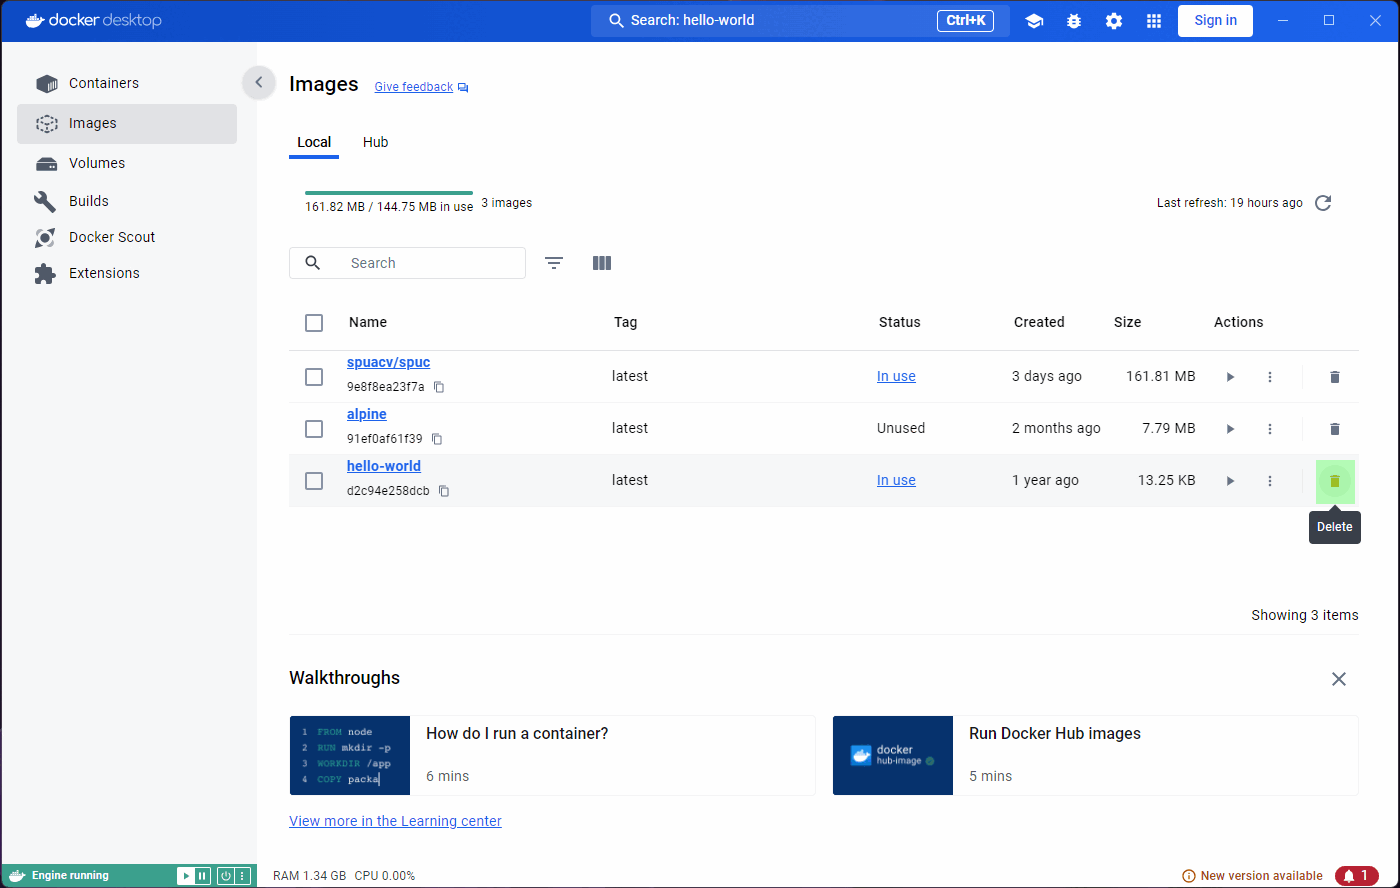 docker desktop
Search: hello-world
Ctrl+K
Sign in
Containers
Images
Volumes
Builds
Docker Scout
Extensions
Images
Give feedback
Local
Hub
161.82 MB / 144.75 MB in use
3 images
Last refresh: 19 hours ago
Search
Name Tag Status Created Size Actions
spuacv/spuc
9e8f8ea23f7a
latest In use 3 days ago 161.81 MB
alpine
91ef0af61f39
latest Unused 2 months ago 7.79 MB
hello-world
d2c94e258dcb
latest In use 1 year ago 13.25 KB
Delete
Showing 3 items
Walkthroughs
1 FROM node
2 RUN mkdir -p
3 WORKDIR /app
4 COPY packa
How do I run a container?
6 mins
docker
hub-image
Run Docker Hub images
5 mins
View more in the Learning center
Engine running
RAM 1.34 GB CPU 0.00%
New version available
1